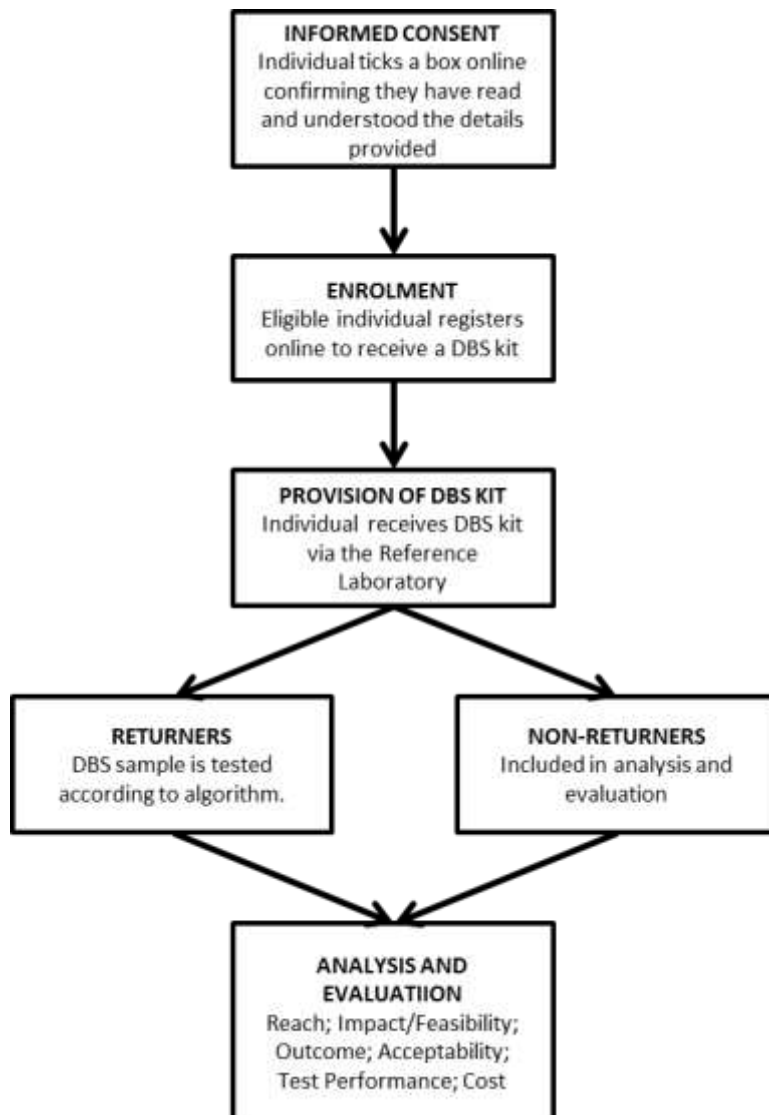 INFORMED CONSENT
Individual ticks a box online
confirming they have read
and understood the details
provided
ENROLMENT
Eligible individual registers
online to receive a DBS kit
PROVISION OF DBS KIT
Individual receives DBS kit
via the Reference
Laboratory
RETURNERS
DBS sample is tested
according to algorithm.
NON-RETURNERS
Included in analysis and
evaluation
ANALYSIS AND
EVALUATIION
Reach; Impact/Feasibility;
Outcome; Acceptability;
Test Performance; Cost